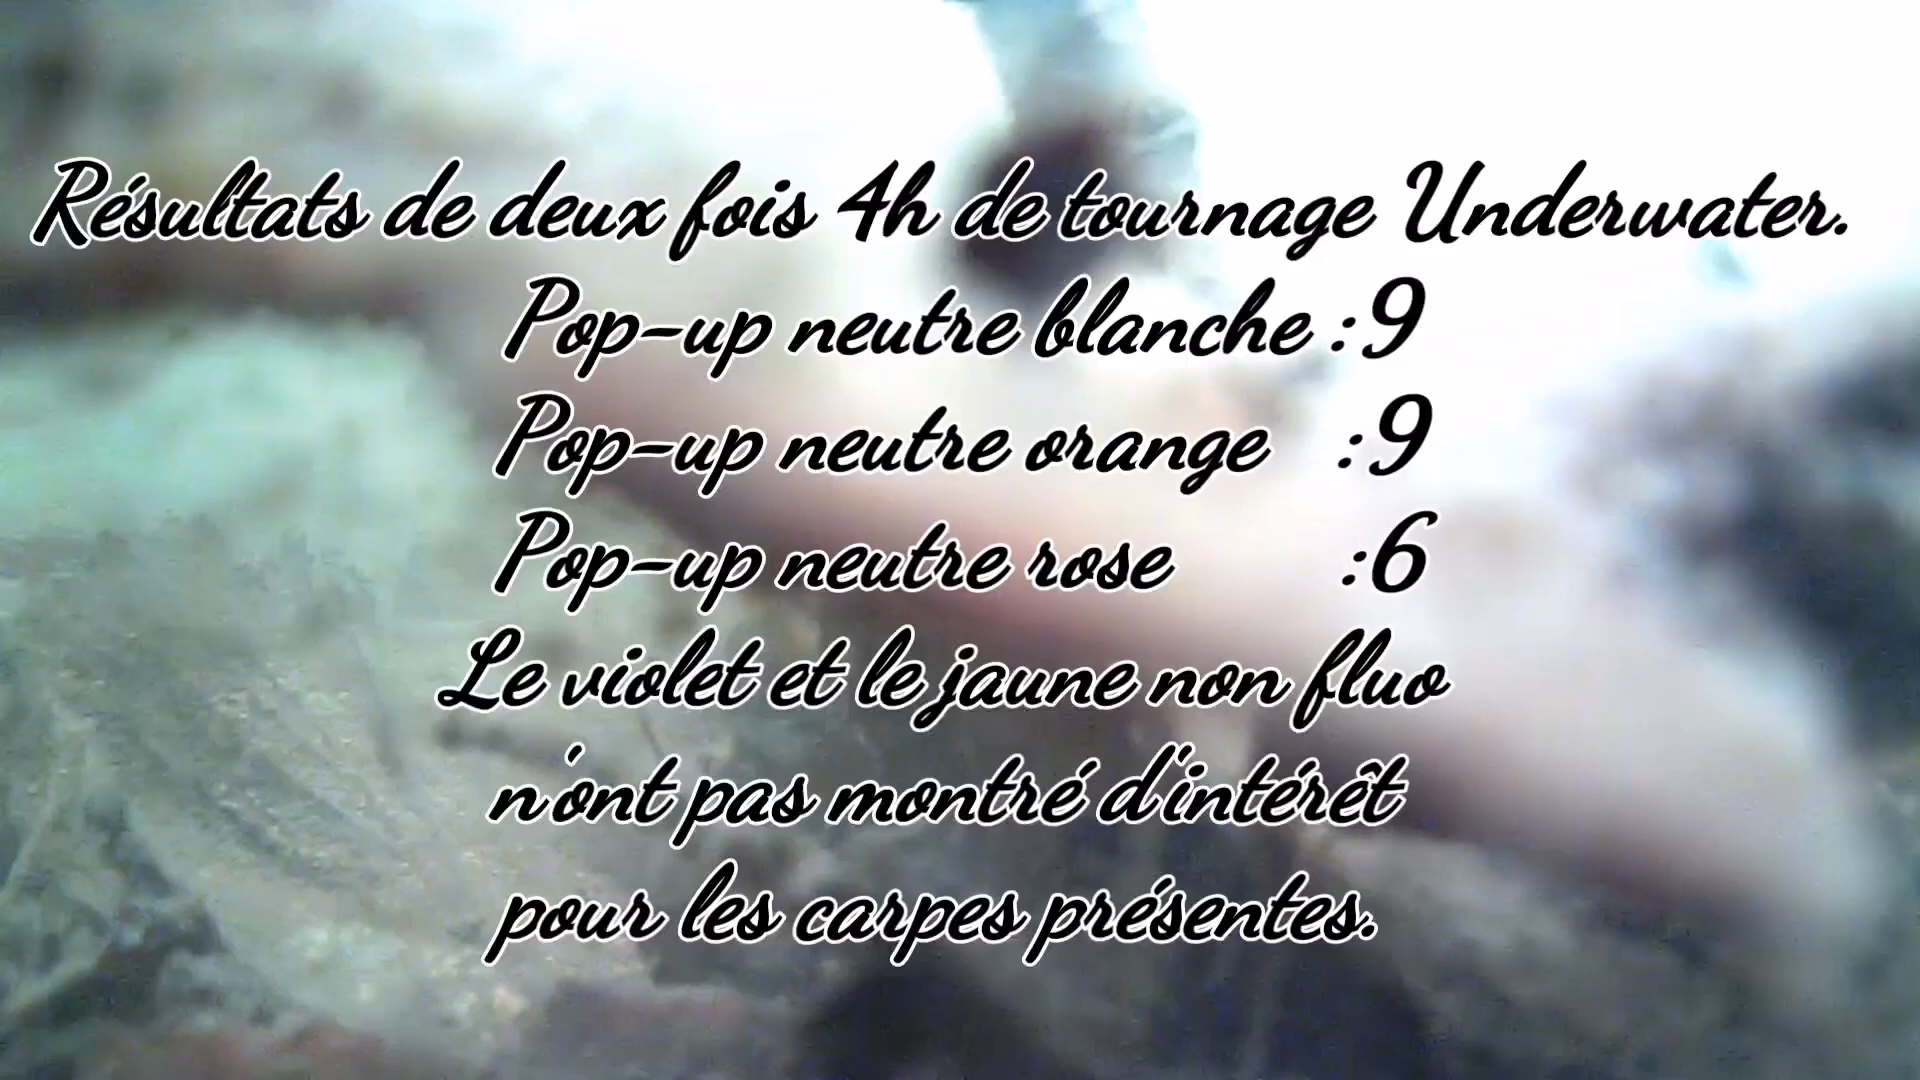 Résultats de deux fois 4h de tournage Underwater.
Pop-up neutre blanche :9
Pop-up neutre orange :9
Pop-up neutre rose :6
Le violet et le jaune non fluo
n'ont pas montré d'intérêt
pour les carpes présentes.